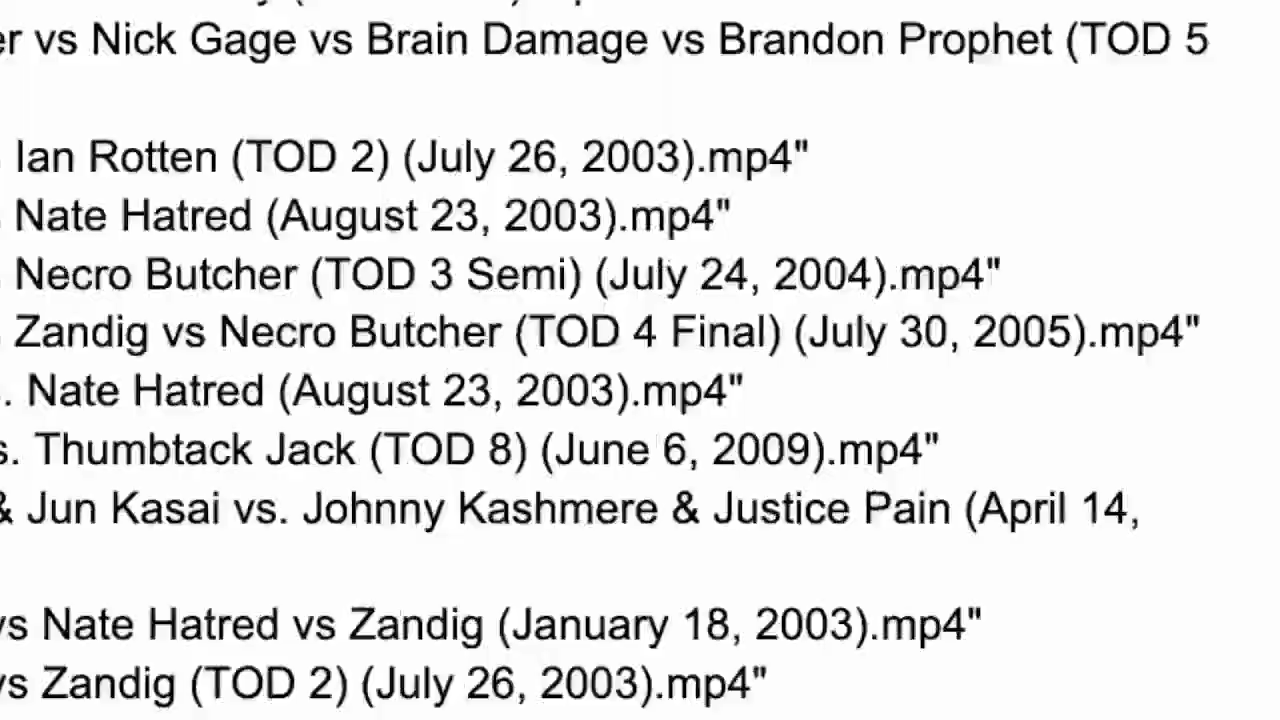 vs Nick Gage vs Brain Damage vs Brandon Prophet (TOD 5
Ian Rotten (TOD 2) (July 26, 2003).mp4"
Nate Hatred (August 23, 2003).mp4"
Necro Butcher (TOD 3 Semi) (July 24, 2004).mp4"
Zandig vs Necro Butcher (TOD 4 Final) (July 30, 2005).mp4"
. Nate Hatred (August 23, 2003).mp4"
s. Thumbtack Jack (TOD 8) (June 6, 2009).mp4"
& Jun Kasai vs. Johnny Kashmere & Justice Pain (April 14,
vs Nate Hatred vs Zandig (January 18, 2003).mp4"
vs Zandig (TOD 2) (July 26, 2003).mp4"